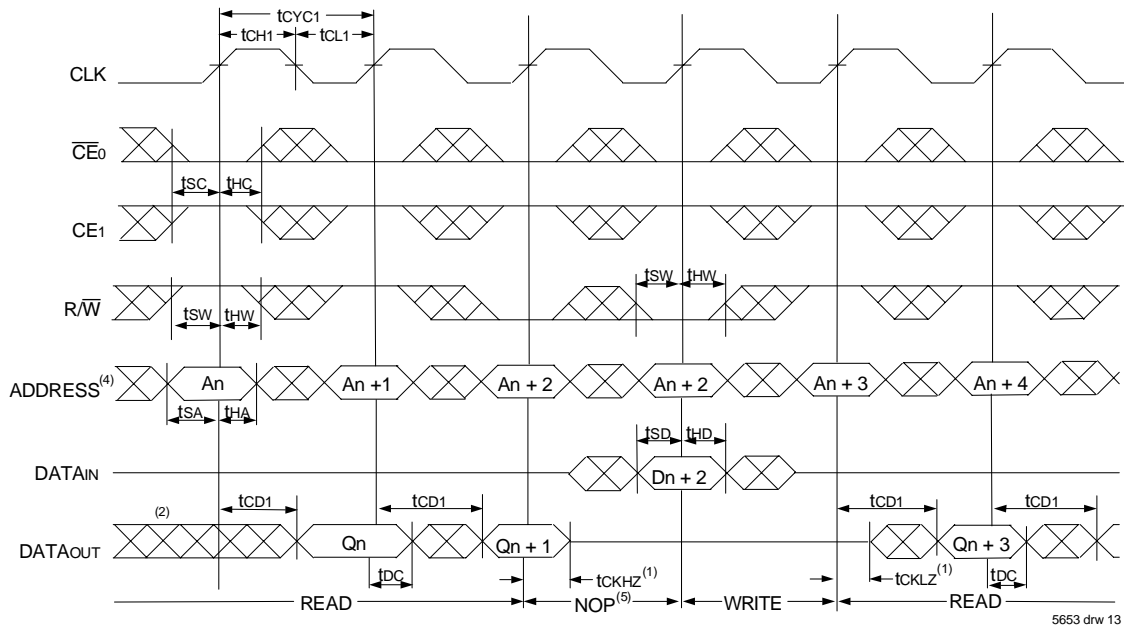 tCYC1
tCH1 tCL1
CLK
CE0
tSC tHC
CE1
tSW tHW
R/W
tSW tHW
ADDRESS(4) An An +1 An + 2 An + 2 An + 3 An + 4
tSA tHA
tSD tHD
DATAIN Dn + 2
tCD1 tCD1 tCD1 tCD1
(2)
DATAOUT Qn Qn + 1 Qn + 3
tDC tCKHZ(1) tCKLZ(1) tDC
READ NOP(5) WRITE READ
5653 drw 13